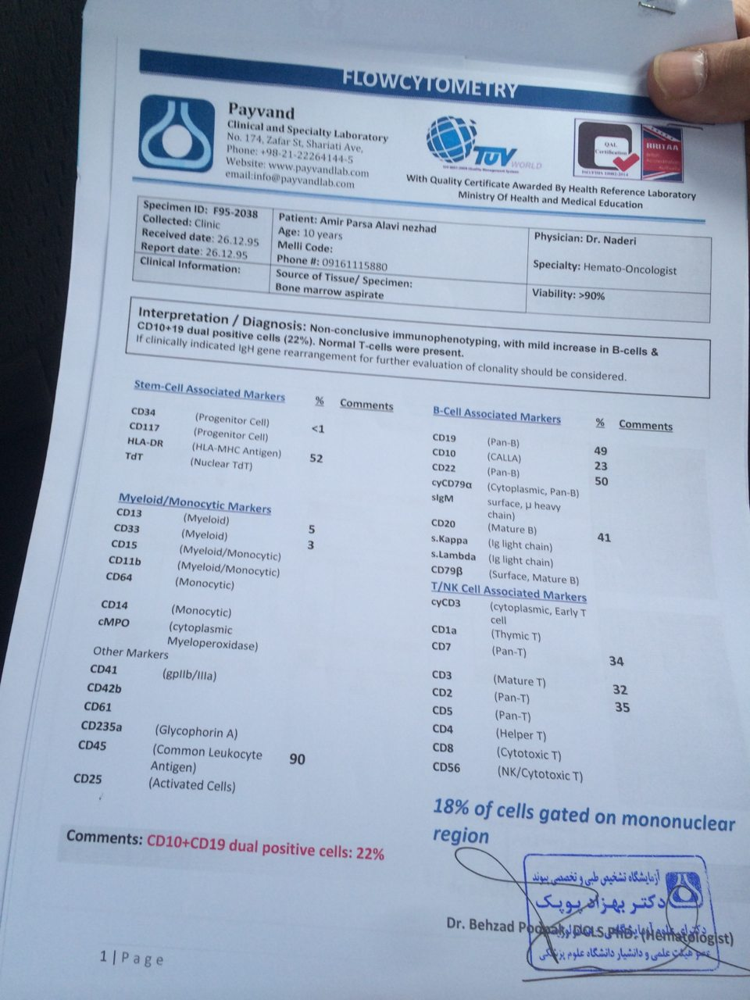 FLOWCYTOMETRY
Payvand
Clinical and Specialty Laboratory
No. 174, Zafar St, Shariati Ave,
Phone: +98-21-22264144-5
Website: www.payvandlab.com
email:info@payvandlab.com
TUV WORLD
QAL
Certification
With Quality Certificate Awarded By Health Reference Laboratory
Ministry Of Health and Medical Education
Specimen ID: F95-2038
Collected: Clinic
Received date: 26.12.95
Report date: 26.12.95
Clinical Information:
Patient: Amir Parsa Alavi nezhad
Age: 10 years
Melli Code:
Phone #: 09161115880
Source of Tissue/ Specimen:
Bone marrow aspirate
Physician: Dr. Naderi
Specialty: Hemato-Oncologist
Viability: >90%
Interpretation / Diagnosis: Non-conclusive immunophenotyping, with mild increase in B-cells &
CD10+19 dual positive cells (22%). Normal T-cells were present.
If clinically indicated IgH gene rearrangement for further evaluation of clonality should be considered.
Stem-Cell Associated Markers % Comments
CD34 (Progenitor Cell) <1
CD117 (Progenitor Cell)
HLA-DR (HLA-MHC Antigen) 52
TdT (Nuclear TdT)
Myeloid/Monocytic Markers
CD13 (Myeloid) 5
CD33 (Myeloid) 3
CD15 (Myeloid/Monocytic)
CD11b (Myeloid/Monocytic)
CD64 (Monocytic)
CD14 (Monocytic)
cMPO (cytoplasmic
Myeloperoxidase)
Other Markers
CD41 (gpIIb/IIIa)
CD42b
CD61
CD235a (Glycophorin A)
CD45 (Common Leukocyte 90
Antigen)
CD25 (Activated Cells)
B-Cell Associated Markers % Comments
CD19 (Pan-B) 49
CD10 (CALLA) 23
CD22 (Pan-B) 50
cyCD79α (Cytoplasmic, Pan-B)
sIgM surface, μ heavy
chain)
CD20 (Mature B) 41
s.Kappa (Ig light chain)
s.Lambda (Ig light chain)
CD79β (Surface, Mature B)
T/NK Cell Associated Markers
cyCD3 (cytoplasmic, Early T
cell
CD1a (Thymic T)
CD7 (Pan-T) 34
CD3 (Mature T) 32
CD2 (Pan-T) 35
CD5 (Pan-T)
CD4 (Helper T)
CD8 (Cytotoxic T)
CD56 (NK/Cytotoxic T)
18% of cells gated on mononuclear
region
Comments: CD10+CD19 dual positive cells: 22%
آزمایشگاه تشخیص طبی و تخصصی پیوند
دکتر بهزاد پوپک
Dr. Behzad Poopak, DCLS PhD. (Hematologist)
عضو هیئت علمی و دانشیار دانشگاه علوم پزشکی
1 | Page